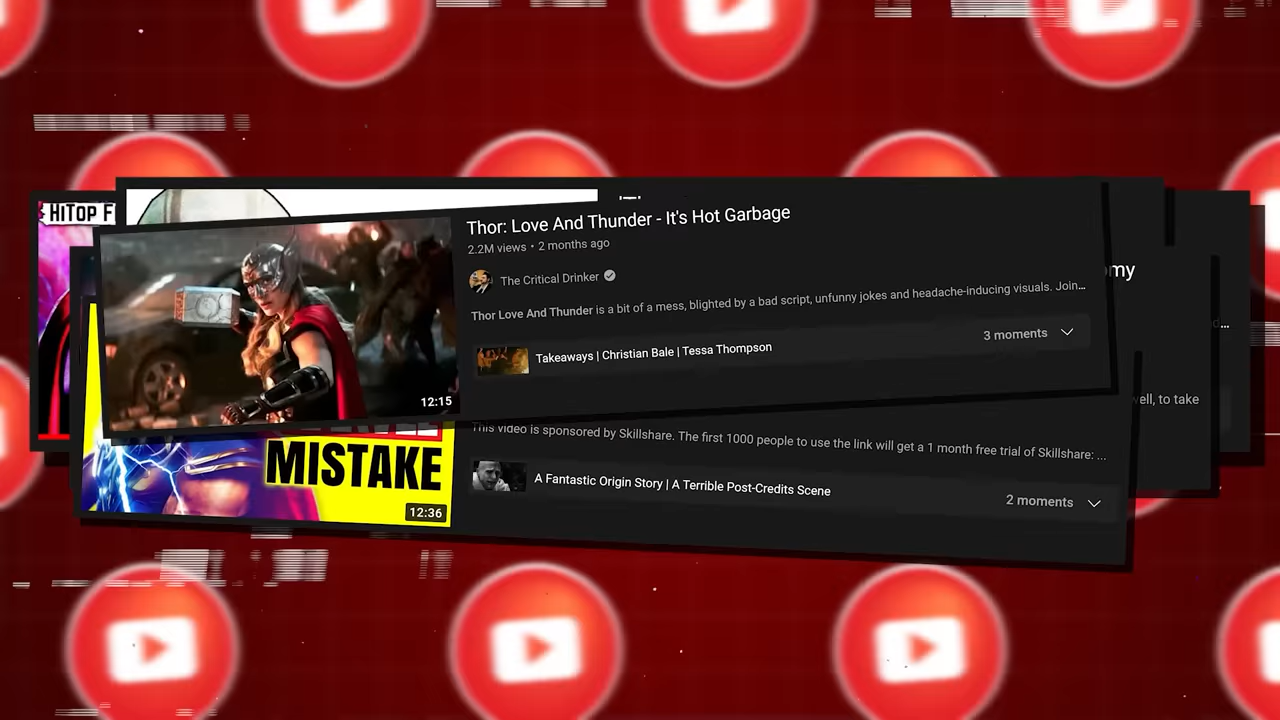 HiTOP F
Thor: Love And Thunder - It's Hot Garbage
2.2M views • 2 months ago
The Critical Drinker
Thor Love And Thunder is a bit of a mess, blighted by a bad script, unfunny jokes and headache-inducing visuals. Join...
Takeaways | Christian Bale | Tessa Thompson
3 moments
12:15
omy
ell, to take
This video is sponsored by Skillshare. The first 1000 people to use the link will get a 1 month free trial of Skillshare: ...
MISTAKE
A Fantastic Origin Story | A Terrible Post-Credits Scene
2 moments
12:36